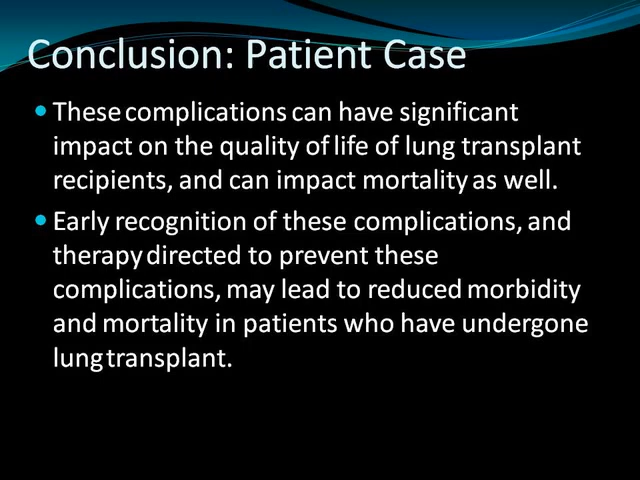 Conclusion: Patient Case
• These complications can have significant
impact on the quality of life of lung transplant
recipients, and can impact mortality as well.
• Early recognition of these complications, and
therapy directed to prevent these
complications, may lead to reduced morbidity
and mortality in patients who have undergone
lung transplant.